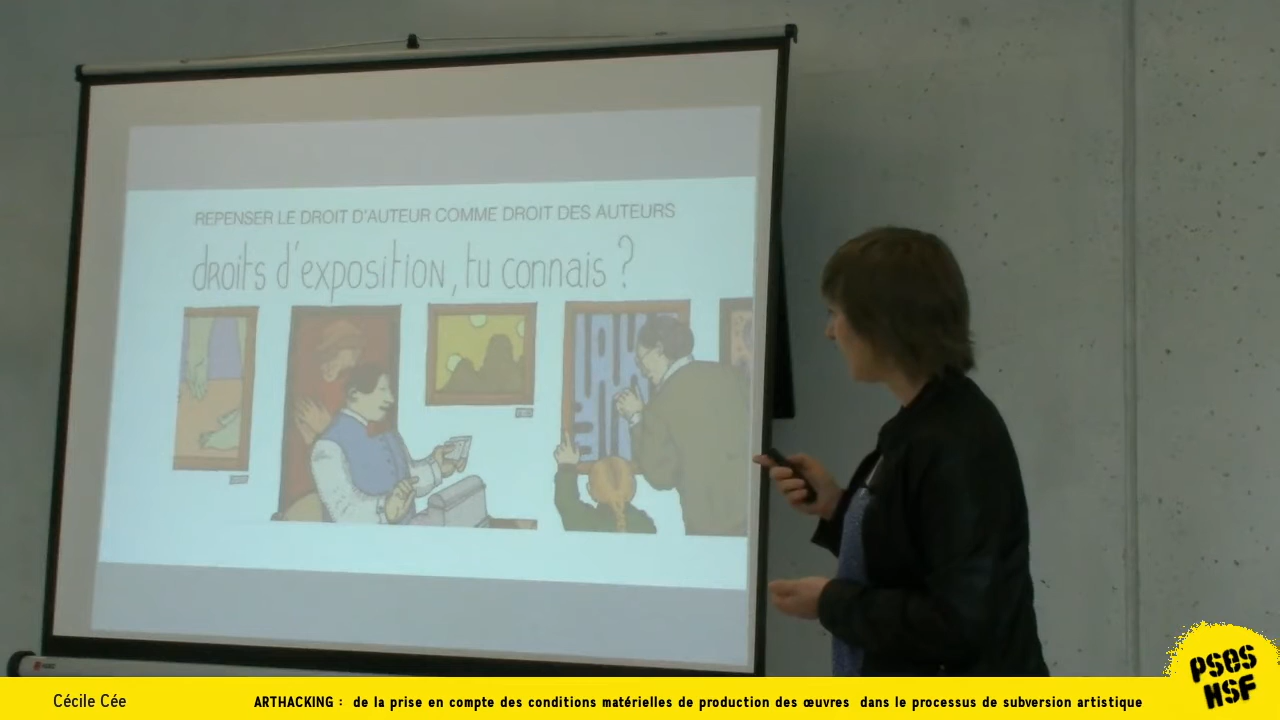 REPENSER LE DROIT D'AUTEUR COMME DROIT DES AUTEURS
droits d'exposition, tu connais ?
PSES
HSF
Cécile Cée
ARTHACKING : de la prise en compte des conditions matérielles de production des œuvres dans le processus de subversion artistique